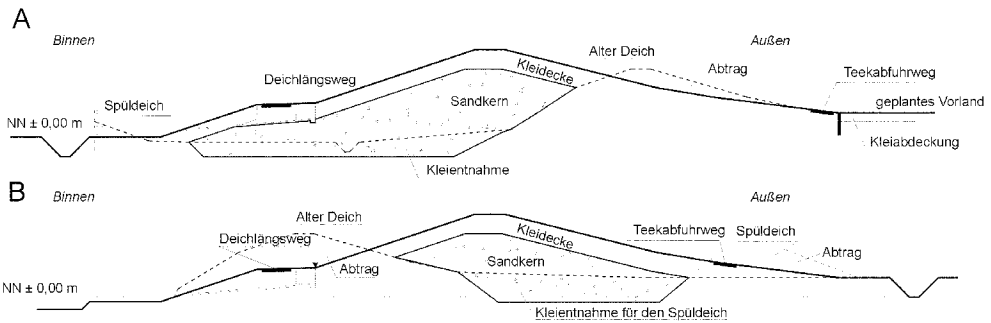 A
Binnen
Außen
Alter Deich
Kleidecke
Abtrag
Deichlängsweg
Teekabfuhrweg
Spüldeich
Sandkern
geplantes Vorland
NN ± 0,00 m
Kleiabdeckung
Kleientnahme
B
Binnen
Außen
Alter Deich
Deichlängsweg
Kleidecke
Teekabfuhrweg
Spüldeich
Abtrag
Sandkern
Abtrag
NN ± 0,00 m
Kleientnahme für den Spüldeich